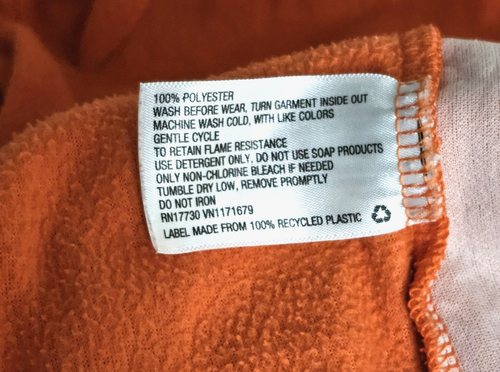 100% POLYESTER
WASH BEFORE WEAR, TURN GARMENT INSIDE OUT
MACHINE WASH COLD, WITH LIKE COLORS
GENTLE CYCLE
TO RETAIN FLAME RESISTANCE
USE DETERGENT ONLY, DO NOT USE SOAP PRODUCTS
ONLY NON-CHLORINE BLEACH IF NEEDED
TUMBLE DRY LOW, REMOVE PROMPTLY
DO NOT IRON
RN17730 VN1171679
LABEL MADE FROM 100% RECYCLED PLASTIC